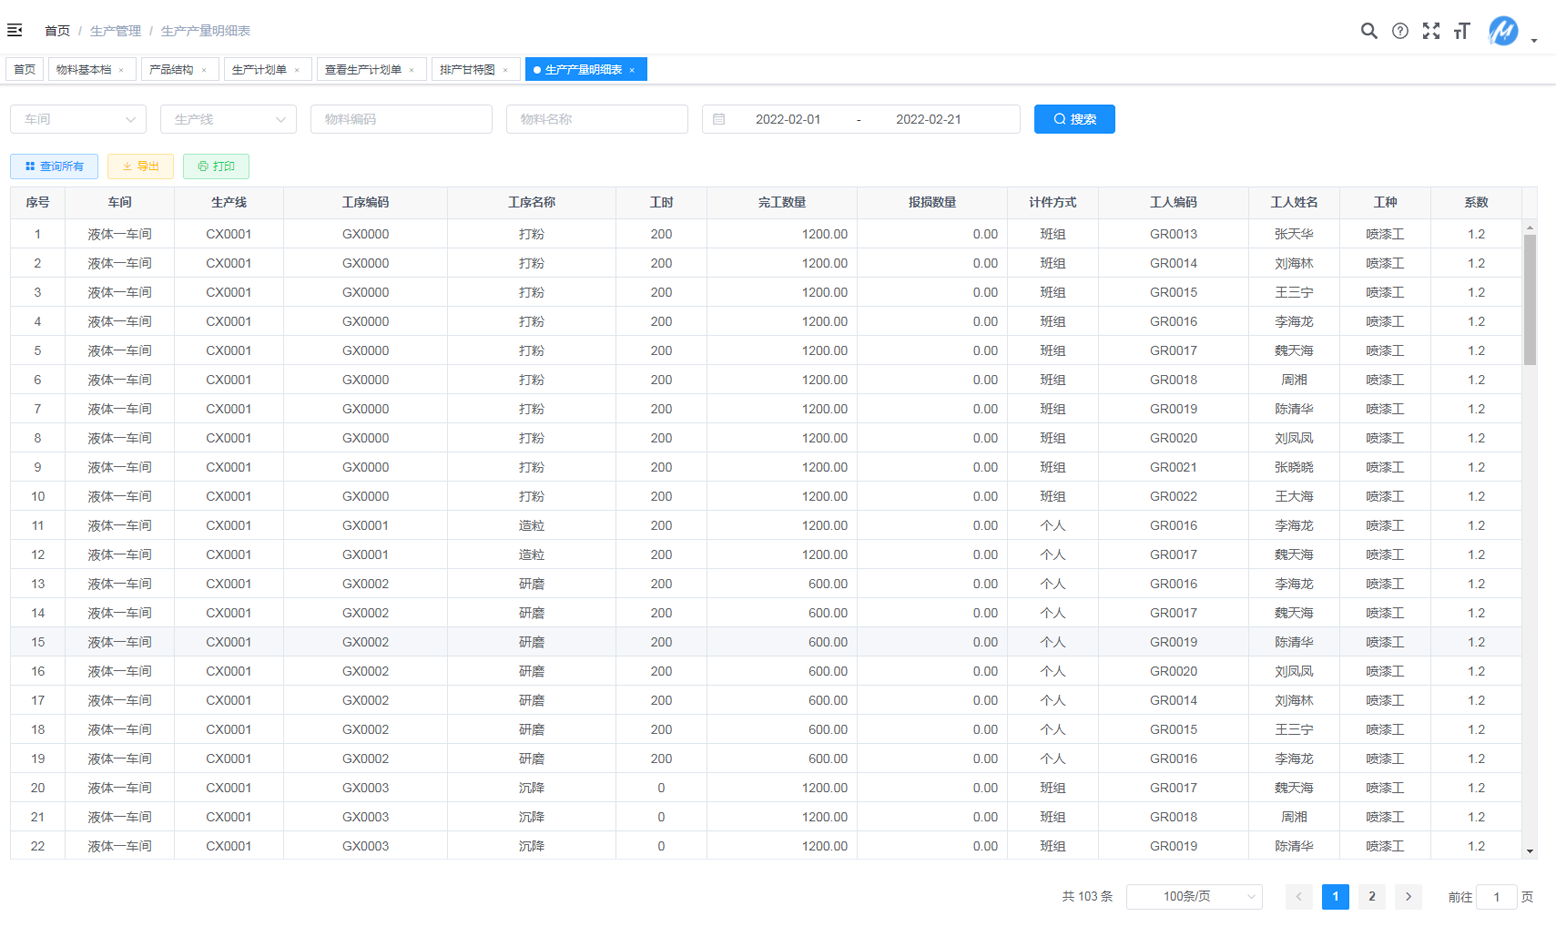 首页 / 生产管理 / 生产产量明细表
首页 物料基本档 × 产品结构 × 生产计划单 × 查看生产计划单 × 排产甘特图 × 生产产量明细表 ×
车间 生产线 物料编码 物料名称 2022-02-01 - 2022-02-21 搜索
查询所有 导出 打印
序号 车间 生产线 工序编码 工序名称 工时 完工数量 报损数量 计件方式 工人编码 工人姓名 工种 系数
1 液体一车间 CX0001 GX0000 打粉 200 1200.00 0.00 班组 GR0013 张天华 喷漆工 1.2
2 液体一车间 CX0001 GX0000 打粉 200 1200.00 0.00 班组 GR0014 刘海林 喷漆工 1.2
3 液体一车间 CX0001 GX0000 打粉 200 1200.00 0.00 班组 GR0015 王三宁 喷漆工 1.2
4 液体一车间 CX0001 GX0000 打粉 200 1200.00 0.00 班组 GR0016 李海龙 喷漆工 1.2
5 液体一车间 CX0001 GX0000 打粉 200 1200.00 0.00 班组 GR0017 魏天海 喷漆工 1.2
6 液体一车间 CX0001 GX0000 打粉 200 1200.00 0.00 班组 GR0018 周湘 喷漆工 1.2
7 液体一车间 CX0001 GX0000 打粉 200 1200.00 0.00 班组 GR0019 陈清华 喷漆工 1.2
8 液体一车间 CX0001 GX0000 打粉 200 1200.00 0.00 班组 GR0020 刘凤凤 喷漆工 1.2
9 液体一车间 CX0001 GX0000 打粉 200 1200.00 0.00 班组 GR0021 张晓晓 喷漆工 1.2
10 液体一车间 CX0001 GX0000 打粉 200 1200.00 0.00 班组 GR0022 王大海 喷漆工 1.2
11 液体一车间 CX0001 GX0001 造粒 200 1200.00 0.00 个人 GR0016 李海龙 喷漆工 1.2
12 液体一车间 CX0001 GX0001 造粒 200 1200.00 0.00 个人 GR0017 魏天海 喷漆工 1.2
13 液体一车间 CX0001 GX0002 研磨 200 600.00 0.00 个人 GR0016 李海龙 喷漆工 1.2
14 液体一车间 CX0001 GX0002 研磨 200 600.00 0.00 个人 GR0017 魏天海 喷漆工 1.2
15 液体一车间 CX0001 GX0002 研磨 200 600.00 0.00 个人 GR0019 陈清华 喷漆工 1.2
16 液体一车间 CX0001 GX0002 研磨 200 600.00 0.00 个人 GR0020 刘凤凤 喷漆工 1.2
17 液体一车间 CX0001 GX0002 研磨 200 600.00 0.00 个人 GR0014 刘海林 喷漆工 1.2
18 液体一车间 CX0001 GX0002 研磨 200 600.00 0.00 个人 GR0015 王三宁 喷漆工 1.2
19 液体一车间 CX0001 GX0002 研磨 200 600.00 0.00 个人 GR0016 李海龙 喷漆工 1.2
20 液体一车间 CX0001 GX0003 沉降 0 1200.00 0.00 班组 GR0017 魏天海 喷漆工 1.2
21 液体一车间 CX0001 GX0003 沉降 0 1200.00 0.00 班组 GR0018 周湘 喷漆工 1.2
22 液体一车间 CX0001 GX0003 沉降 0 1200.00 0.00 班组 GR0019 陈清华 喷漆工 1.2
共 103 条 100条/页 1 2 前往 1 页